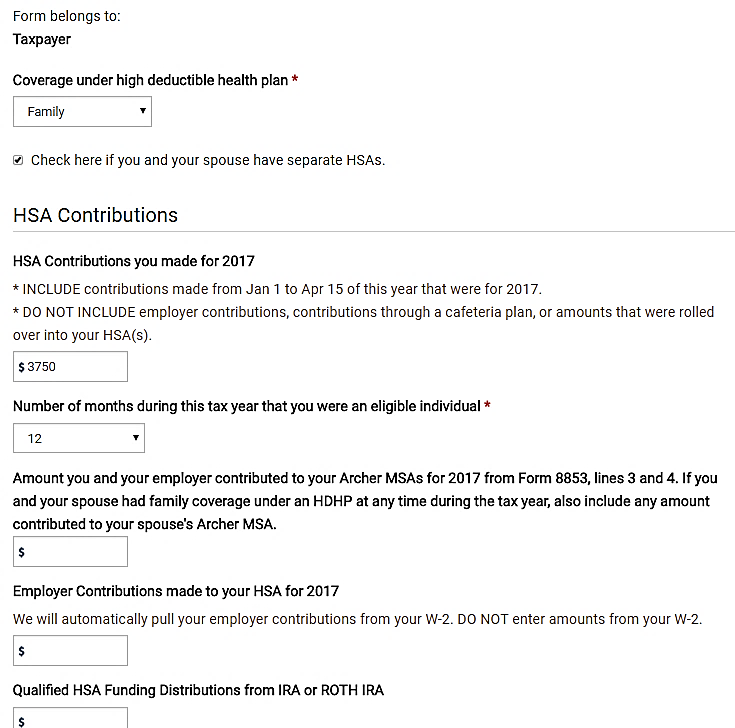 Form belongs to:
Taxpayer
Coverage under high deductible health plan *
Family
Check here if you and your spouse have separate HSAs.
HSA Contributions
HSA Contributions you made for 2017
* INCLUDE contributions made from Jan 1 to Apr 15 of this year that were for 2017.
* DO NOT INCLUDE employer contributions, contributions through a cafeteria plan, or amounts that were rolled
over into your HSA(s).
$ 3750
Number of months during this tax year that you were an eligible individual *
12
Amount you and your employer contributed to your Archer MSAs for 2017 from Form 8853, lines 3 and 4. If you
and your spouse had family coverage under an HDHP at any time during the tax year, also include any amount
contributed to your spouse's Archer MSA.
$
Employer Contributions made to your HSA for 2017
We will automatically pull your employer contributions from your W-2. DO NOT enter amounts from your W-2.
$
Qualified HSA Funding Distributions from IRA or ROTH IRA
$